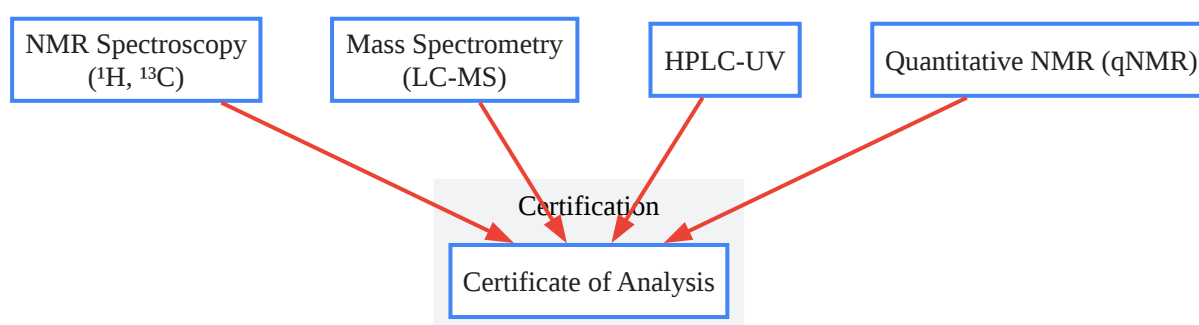 NMR Spectroscopy
(¹H, ¹³C)
Mass Spectrometry
(LC-MS)
HPLC-UV
Quantitative NMR (qNMR)
Certification
Certificate of Analysis